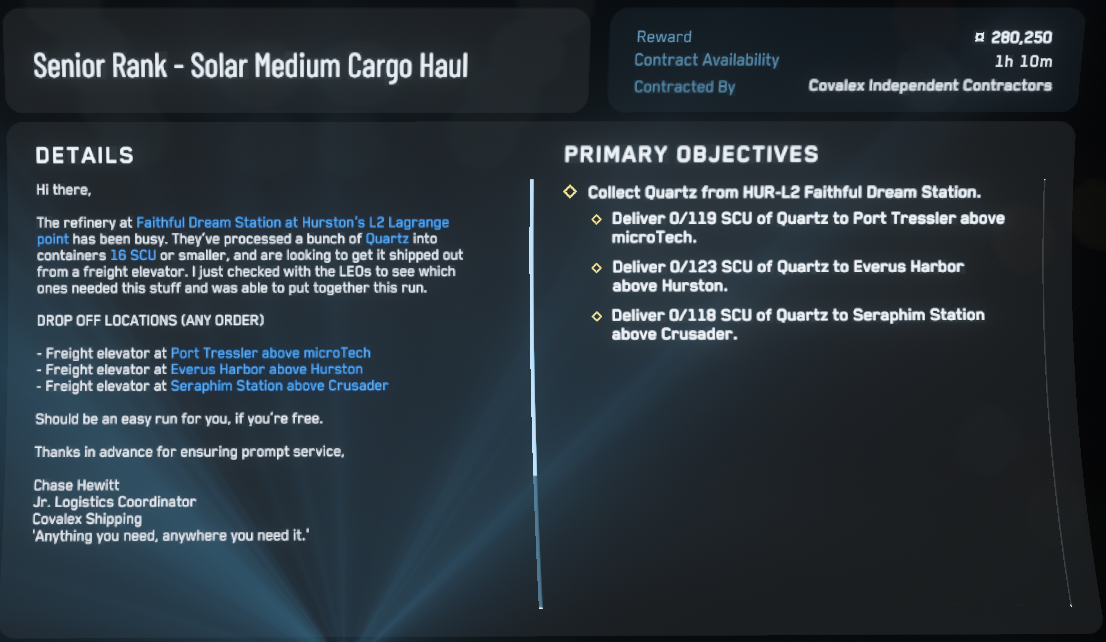 Senior Rank - Solar Medium Cargo Haul
Reward ¤ 280,250
Contract Availability 1h 10m
Contracted By Covalex Independent Contractors
DETAILS
Hi there,
The refinery at Faithful Dream Station at Hurston's L2 Lagrange
point has been busy. They've processed a bunch of Quartz into
containers 16 SCU or smaller, and are looking to get it shipped out
from a freight elevator. I just checked with the LEOs to see which
ones needed this stuff and was able to put together this run.
DROP OFF LOCATIONS (ANY ORDER)
- Freight elevator at Port Tressler above microTech
- Freight elevator at Everus Harbor above Hurston
- Freight elevator at Seraphim Station above Crusader
Should be an easy run for you, if you're free.
Thanks in advance for ensuring prompt service,
Chase Hewitt
Jr. Logistics Coordinator
Covalex Shipping
'Anything you need, anywhere you need it.'
PRIMARY OBJECTIVES
Collect Quartz from HUR-L2 Faithful Dream Station.
Deliver 0/119 SCU of Quartz to Port Tressler above
microTech.
Deliver 0/123 SCU of Quartz to Everus Harbor
above Hurston.
Deliver 0/118 SCU of Quartz to Seraphim Station
above Crusader.